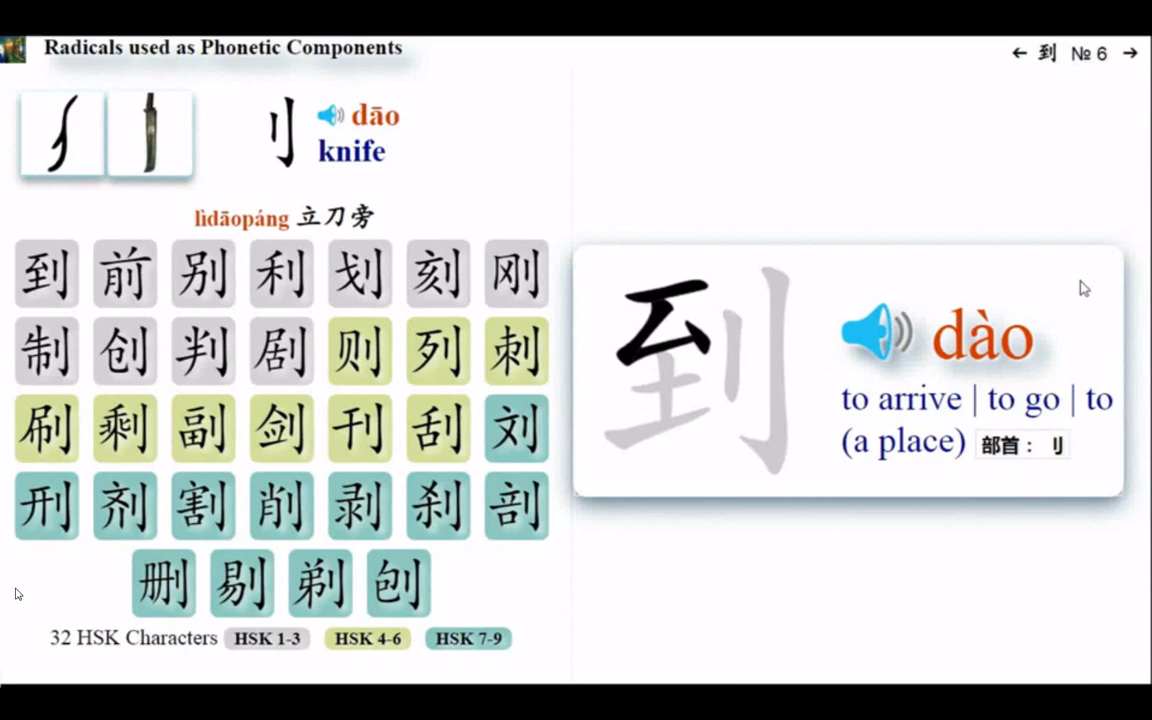 Radicals used as Phonetic Components
← 到 № 6 →
刂 dāo
knife
lìdāopáng 立刀旁
到 前 别 利 划 刻 刚
制 创 判 剧 则 列 刺
刷 剩 副 剑 刊 刮 刘
刑 剂 割 削 剥 刹 剖
删 剔 剃 刨
32 HSK Characters HSK 1-3 HSK 4-6 HSK 7-9
到 dào
to arrive | to go | to
(a place) 部首： 刂